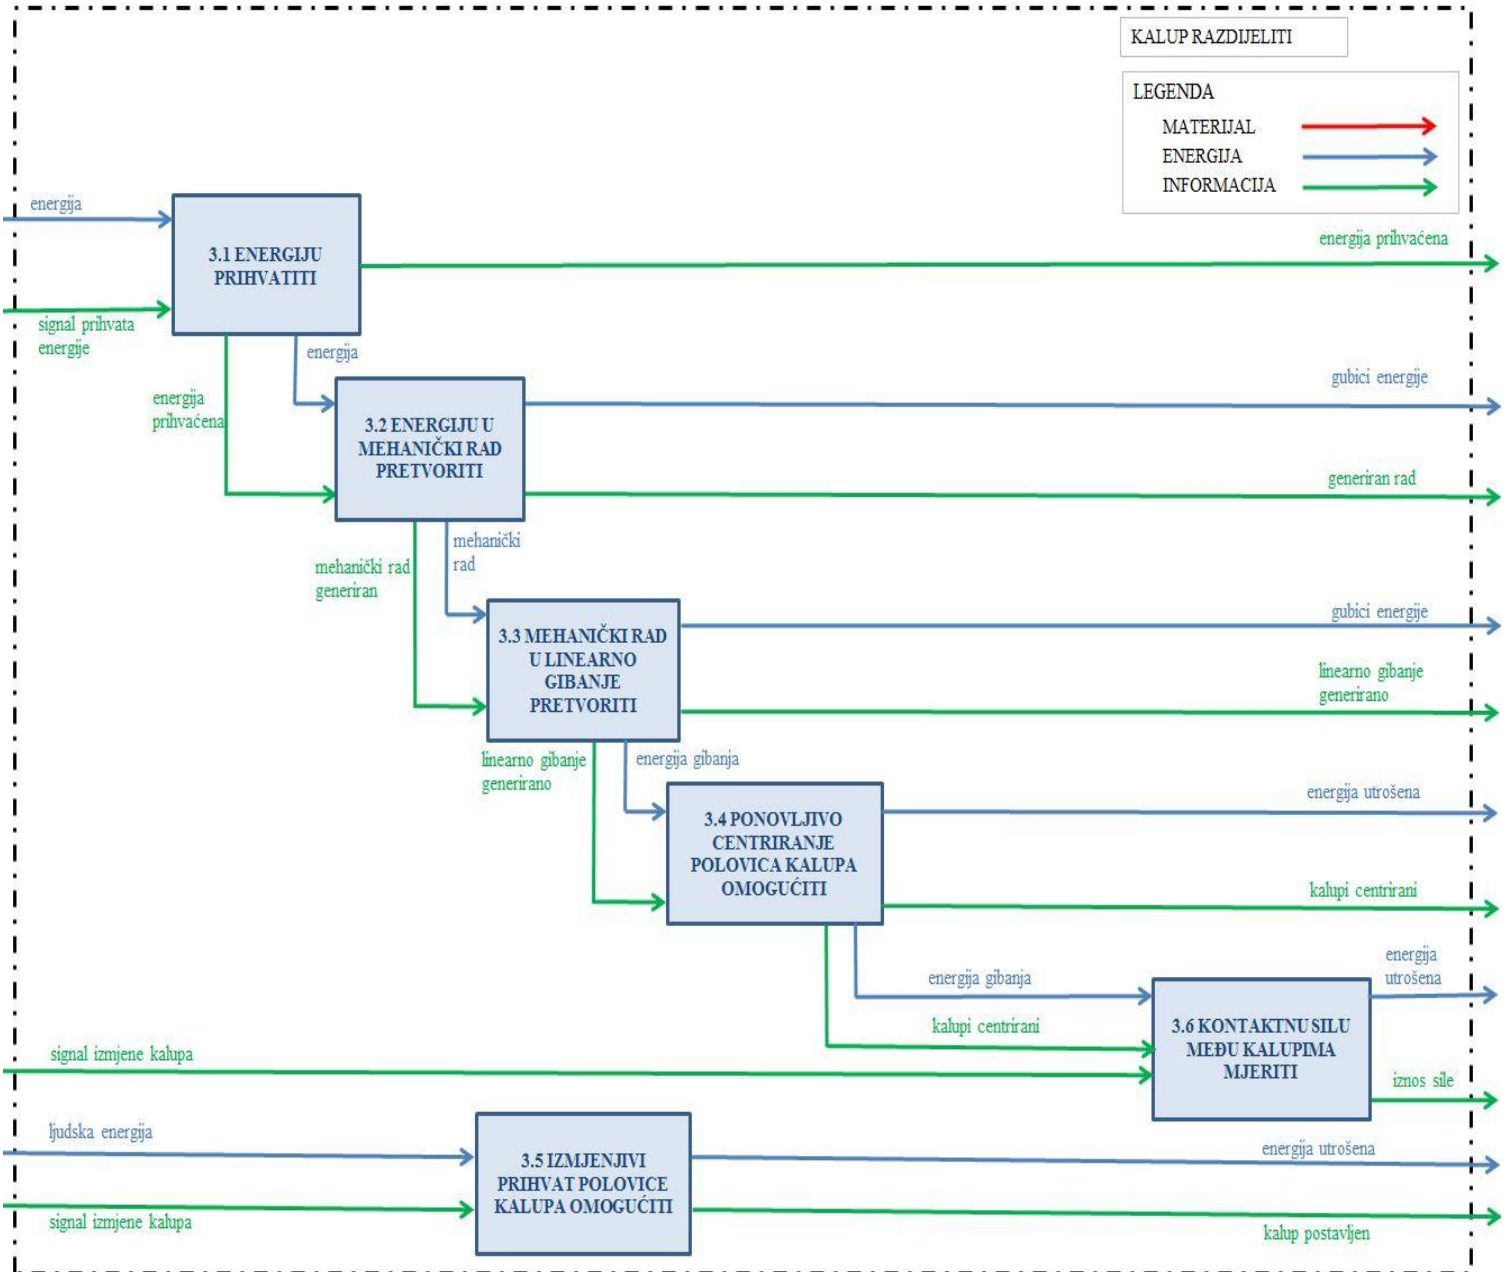 KALUP RAZDIJELITI
LEGENDA
MATERIJAL
ENERGIJA
INFORMACIJA
energija
3.1 ENERGIJU
PRIHVATITI
energija prihvaćena
signal prihvata
energije
energija
energija
prihvaćena
gubici energije
3.2 ENERGIJU U
MEHANIČKI RAD
PRETVORITI
generiran rad
mehanički
rad
mehanički rad
generiran
gubici energije
3.3 MEHANIČKI RAD
U LINEARNO
GIBANJE
PRETVORITI
linearno gibanje
generirano
linearno gibanje
generirano
energija gibanja
energija utrošena
3.4 PONOVLJIVO
CENTRIRANJE
POLOVICA KALUPA
OMOGUĆITI
kalupi centrirani
energija gibanja
energija
utrošena
kalupi centrirani
3.6 KONTAKTNU SILU
MEĐU KALUPIMA
MJERITI
signal izmjene kalupa
iznos sile
ljudska energija
energija utrošena
3.5 IZMJENJIVI
PRIHVAT POLOVICE
KALUPA OMOGUĆITI
signal izmjene kalupa
kalup postavljen